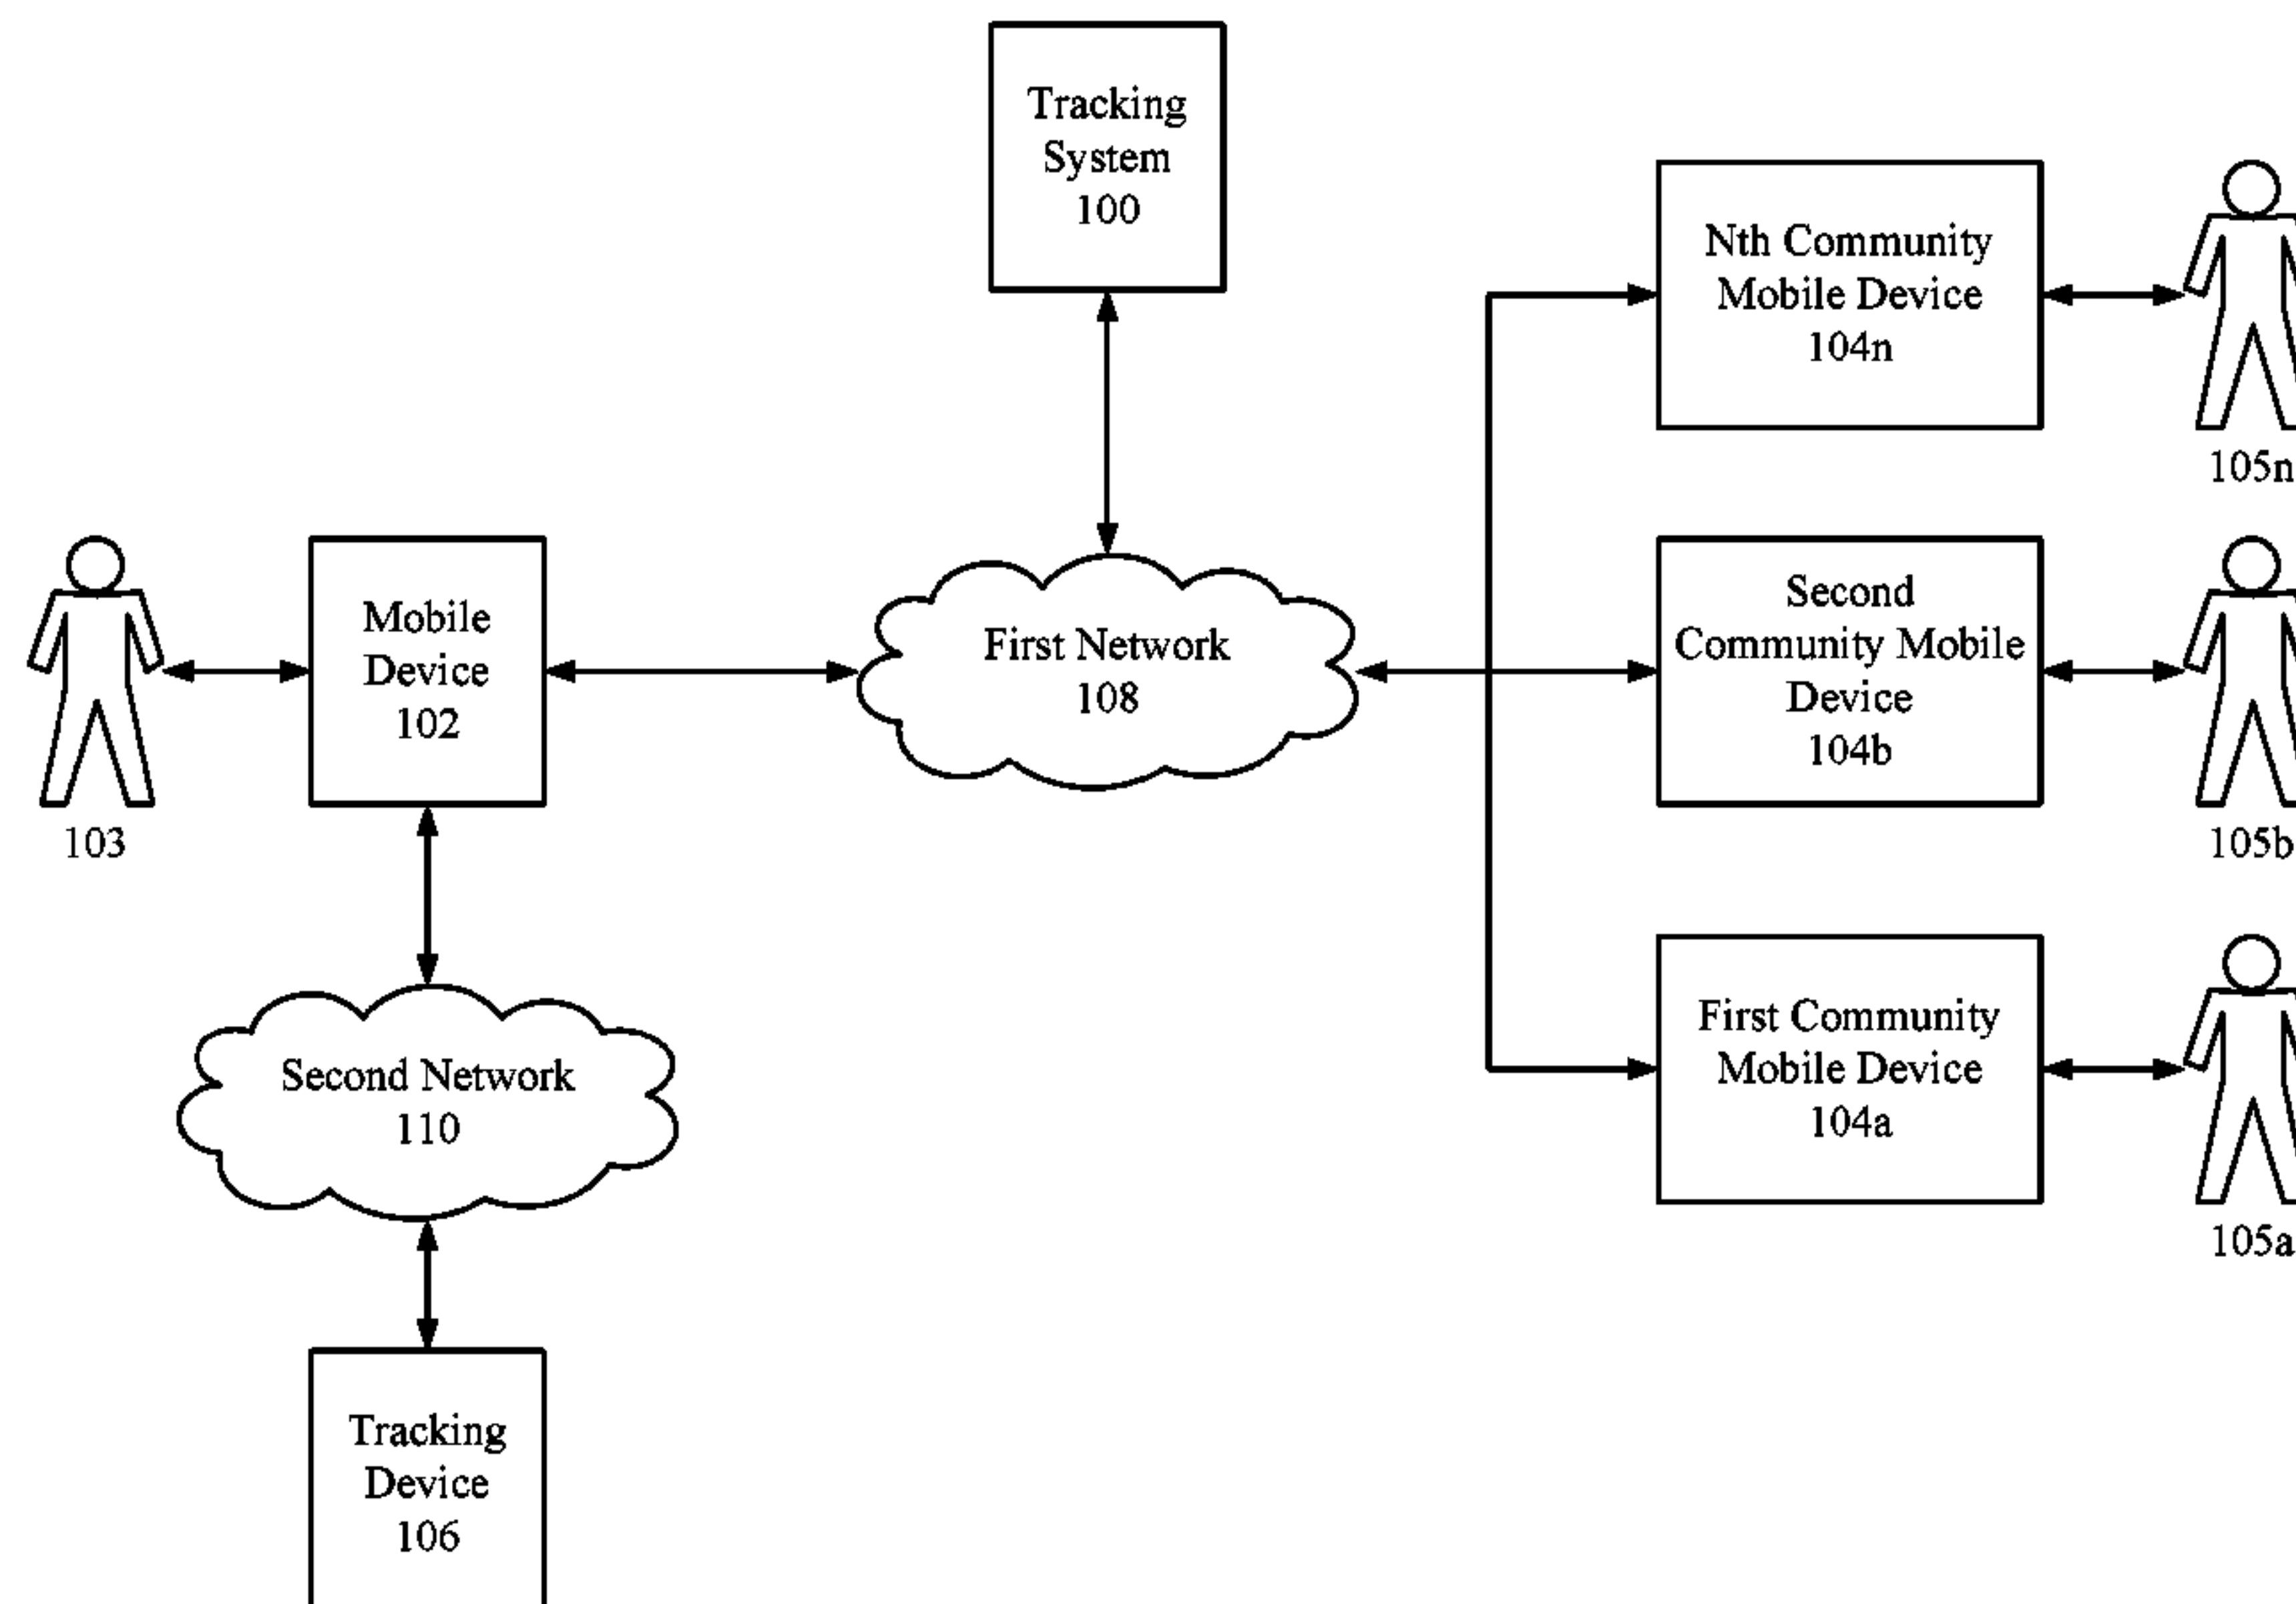 Tracking
System
100
Nth Community
Mobile Device
104n
105n
Mobile
Device
102
103
First Network
108
Second
Community Mobile
Device
104b
105b
Second Network
110
First Community
Mobile Device
104a
105a
Tracking
Device
106